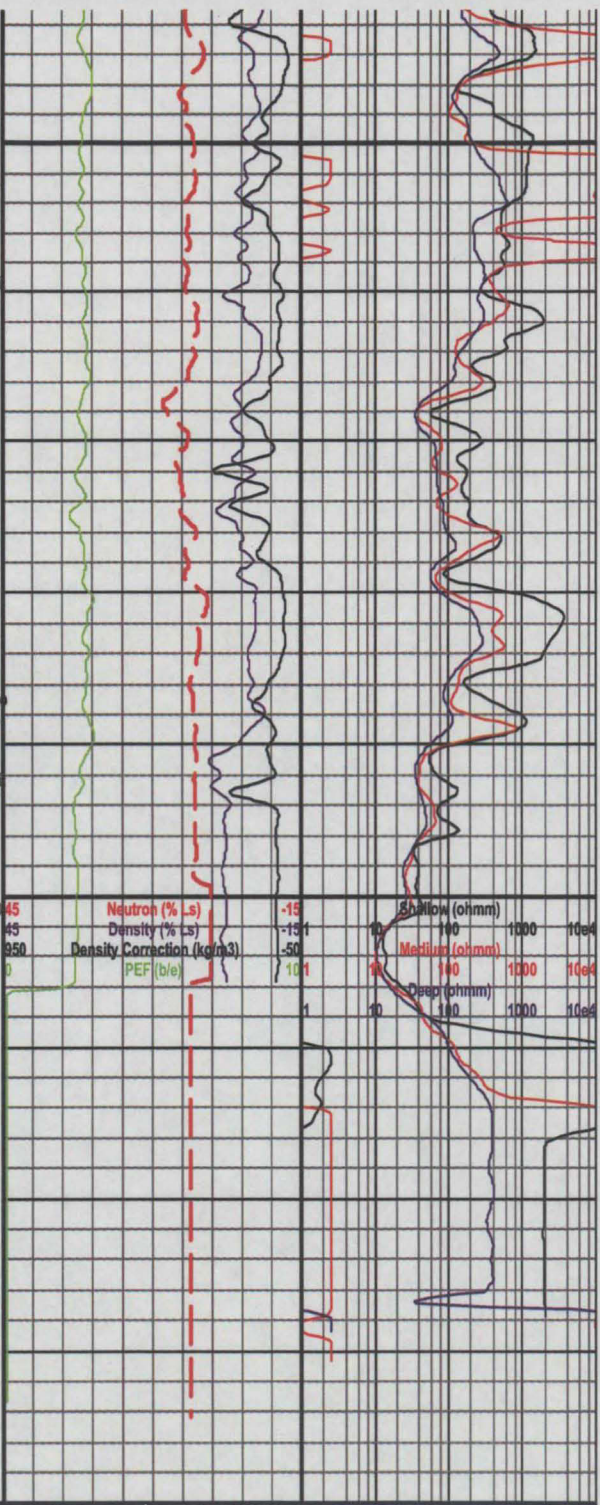 45 Neutron (% Ls) -15 Shallow (ohmm)
45 Density (% Ls) -15 1 10 100 1000 10e4
950 Density Correction (kg/m3) -50 Medium (ohmm)
0 PEF (b/e) 10 1 10 100 1000 10e4
Deep (ohmm)
1 10 100 1000 10e4